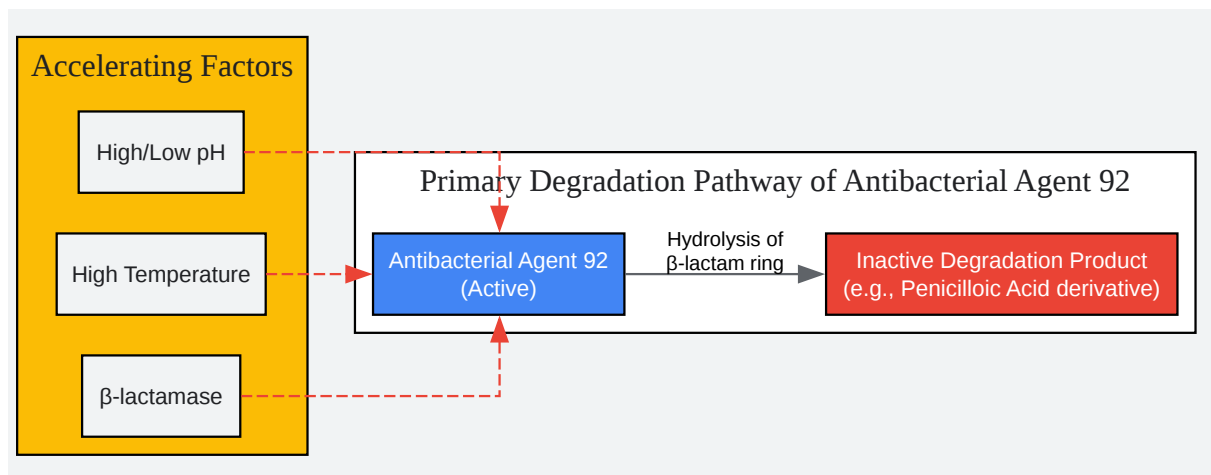 Accelerating Factors
High/Low pH
High Temperature
β-lactamase
Primary Degradation Pathway of Antibacterial Agent 92
Antibacterial Agent 92
(Active)
Hydrolysis of
β-lactam ring
Inactive Degradation Product
(e.g., Penicilloic Acid derivative)